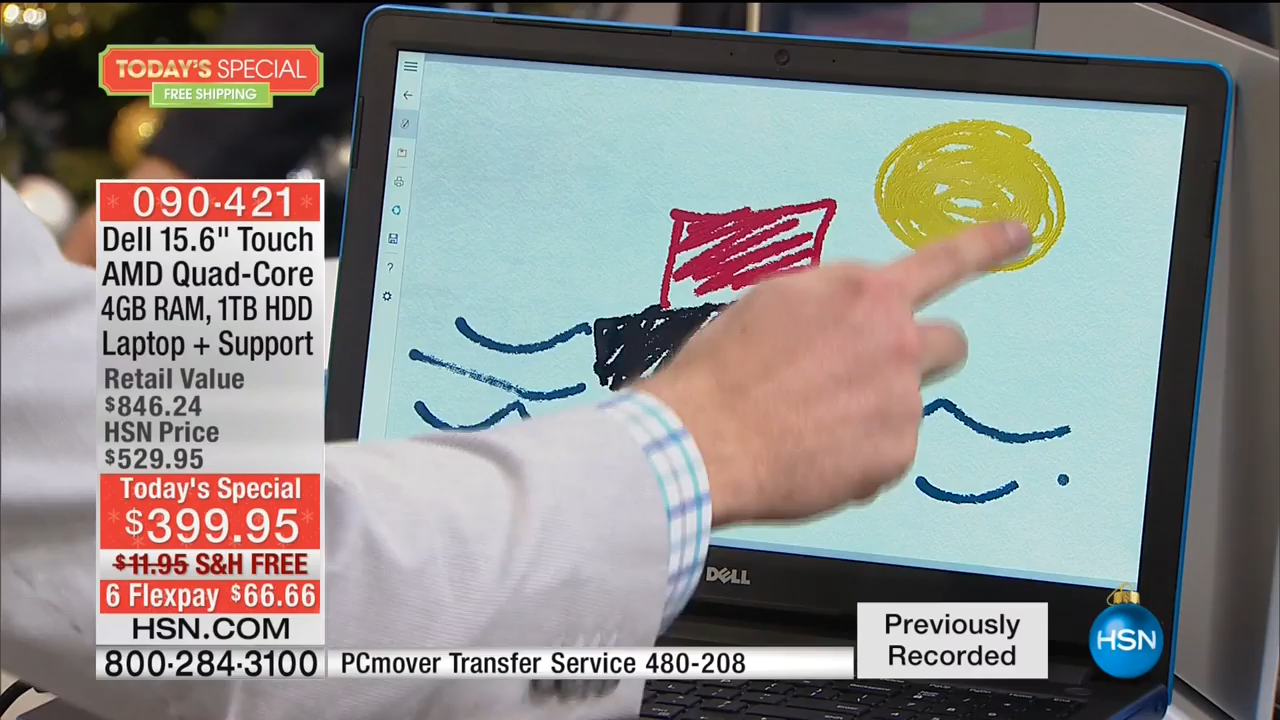 TODAY'S SPECIAL
FREE SHIPPING
090·421
Dell 15.6" Touch
AMD Quad-Core
4GB RAM, 1TB HDD
Laptop + Support
Retail Value
$846.24
HSN Price
$529.95
Today's Special
$399.95
$11.95 S&H FREE
6 Flexpay $66.66
HSN.COM
800·284·3100
PCmover Transfer Service 480-208
DELL
Previously
Recorded
HSN